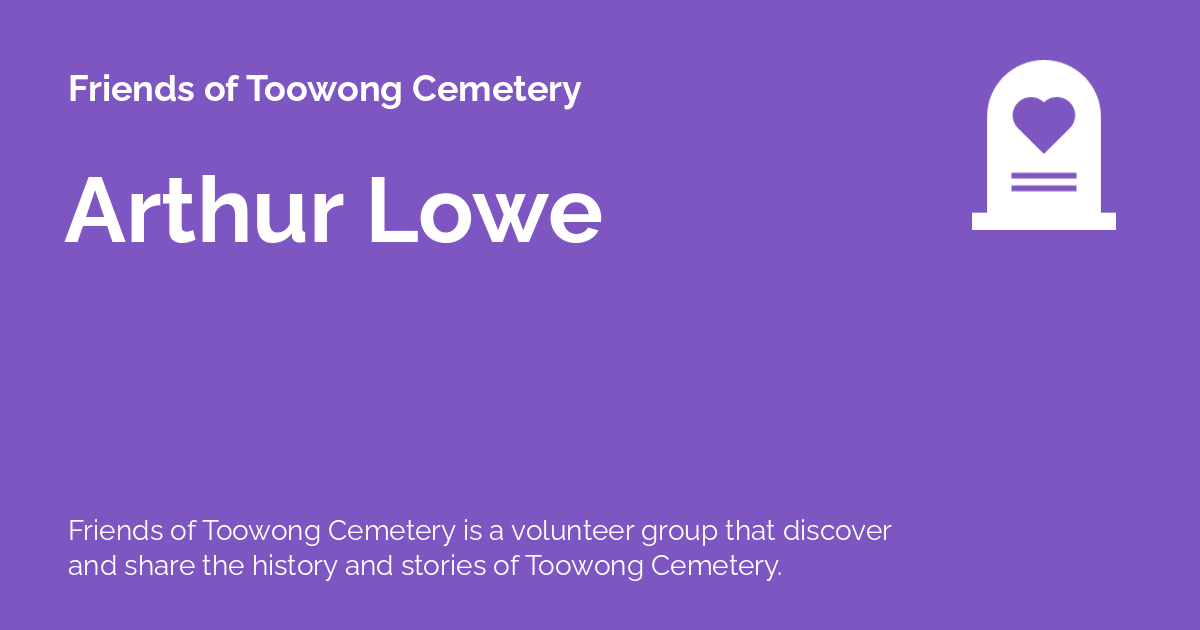 Friends of Toowong Cemetery
Arthur Lowe
Friends of Toowong Cemetery is a volunteer group that discover
and share the history and stories of Toowong Cemetery.